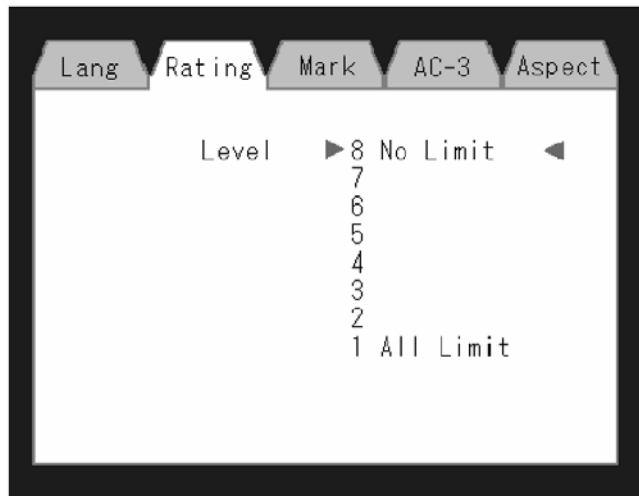 Lang Rating Mark AC-3 Aspect
Level ▶ 8 No Limit ◀
7
6
5
4
3
2
1 All Limit